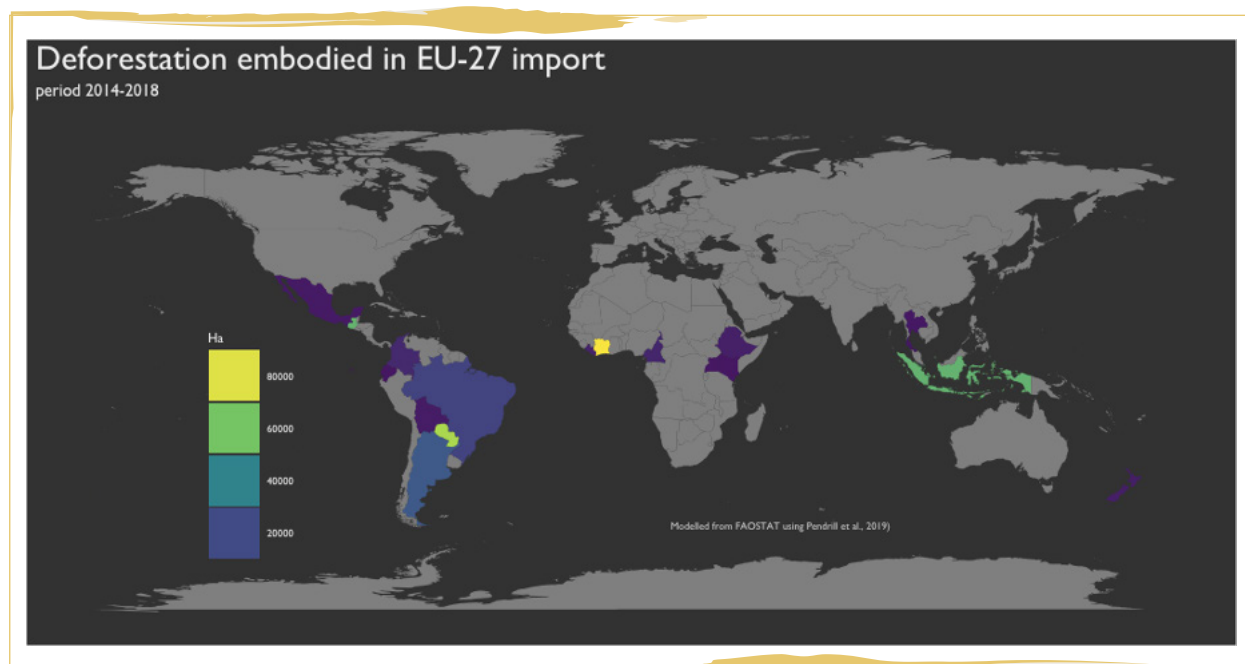 Deforestation embodied in EU-27 import
period 2014-2018
Ha
80000
60000
40000
20000
Modelled from FAOSTAT using Pendrill et al., 2019)